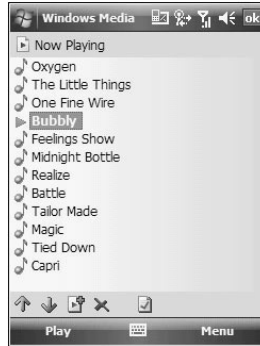 Windows Media ok
Now Playing
Oxygen
The Little Things
One Fine Wire
Bubbly
Feelings Show
Midnight Bottle
Realize
Battle
Tailor Made
Magic
Tied Down
Capri
Play Menu